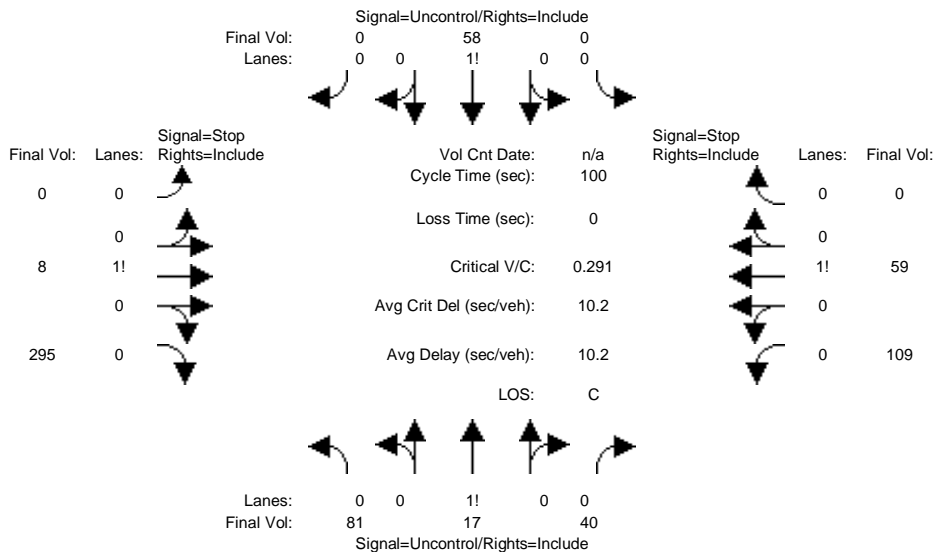 Signal=Uncontrol/Rights=Include
Final Vol: 0 58 0
Lanes: 0 0 1! 0 0
Signal=Stop
Final Vol: Lanes: Rights=Include
Vol Cnt Date: n/a
Cycle Time (sec): 100
Loss Time (sec): 0
Critical V/C: 0.291
Avg Crit Del (sec/veh): 10.2
Avg Delay (sec/veh): 10.2
LOS: C
Signal=Stop
Rights=Include Lanes: Final Vol:
0 0
0
8 1!
0
295 0
0 0
0
1! 59
0
0 109
Lanes: 0 0 1! 0 0
Final Vol: 81 17 40
Signal=Uncontrol/Rights=Include